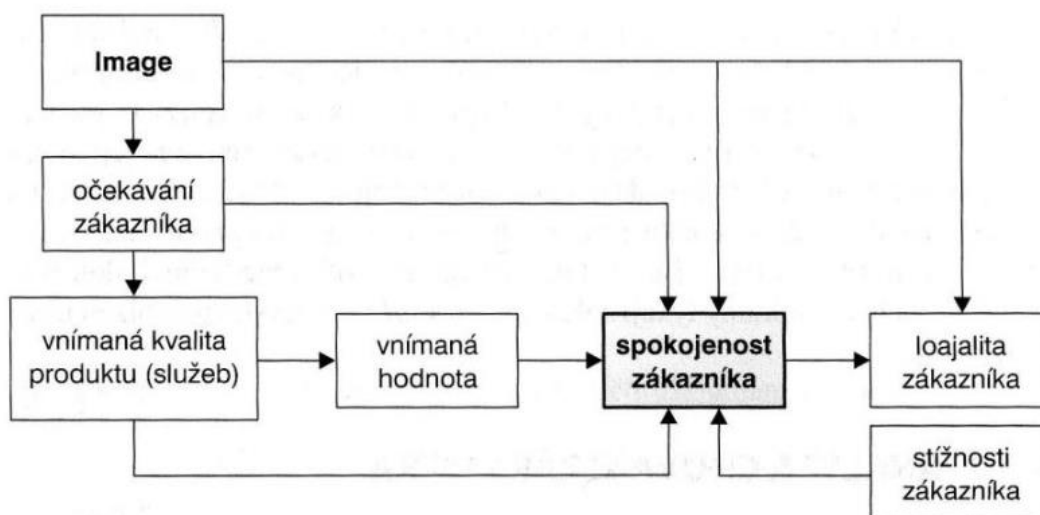 Image
očekávání
zákazníka
vnímaná kvalita
produktu (služeb)
vnímaná
hodnota
spokojenost
zákazníka
loajalita
zákazníka
stížnosti
zákazníka